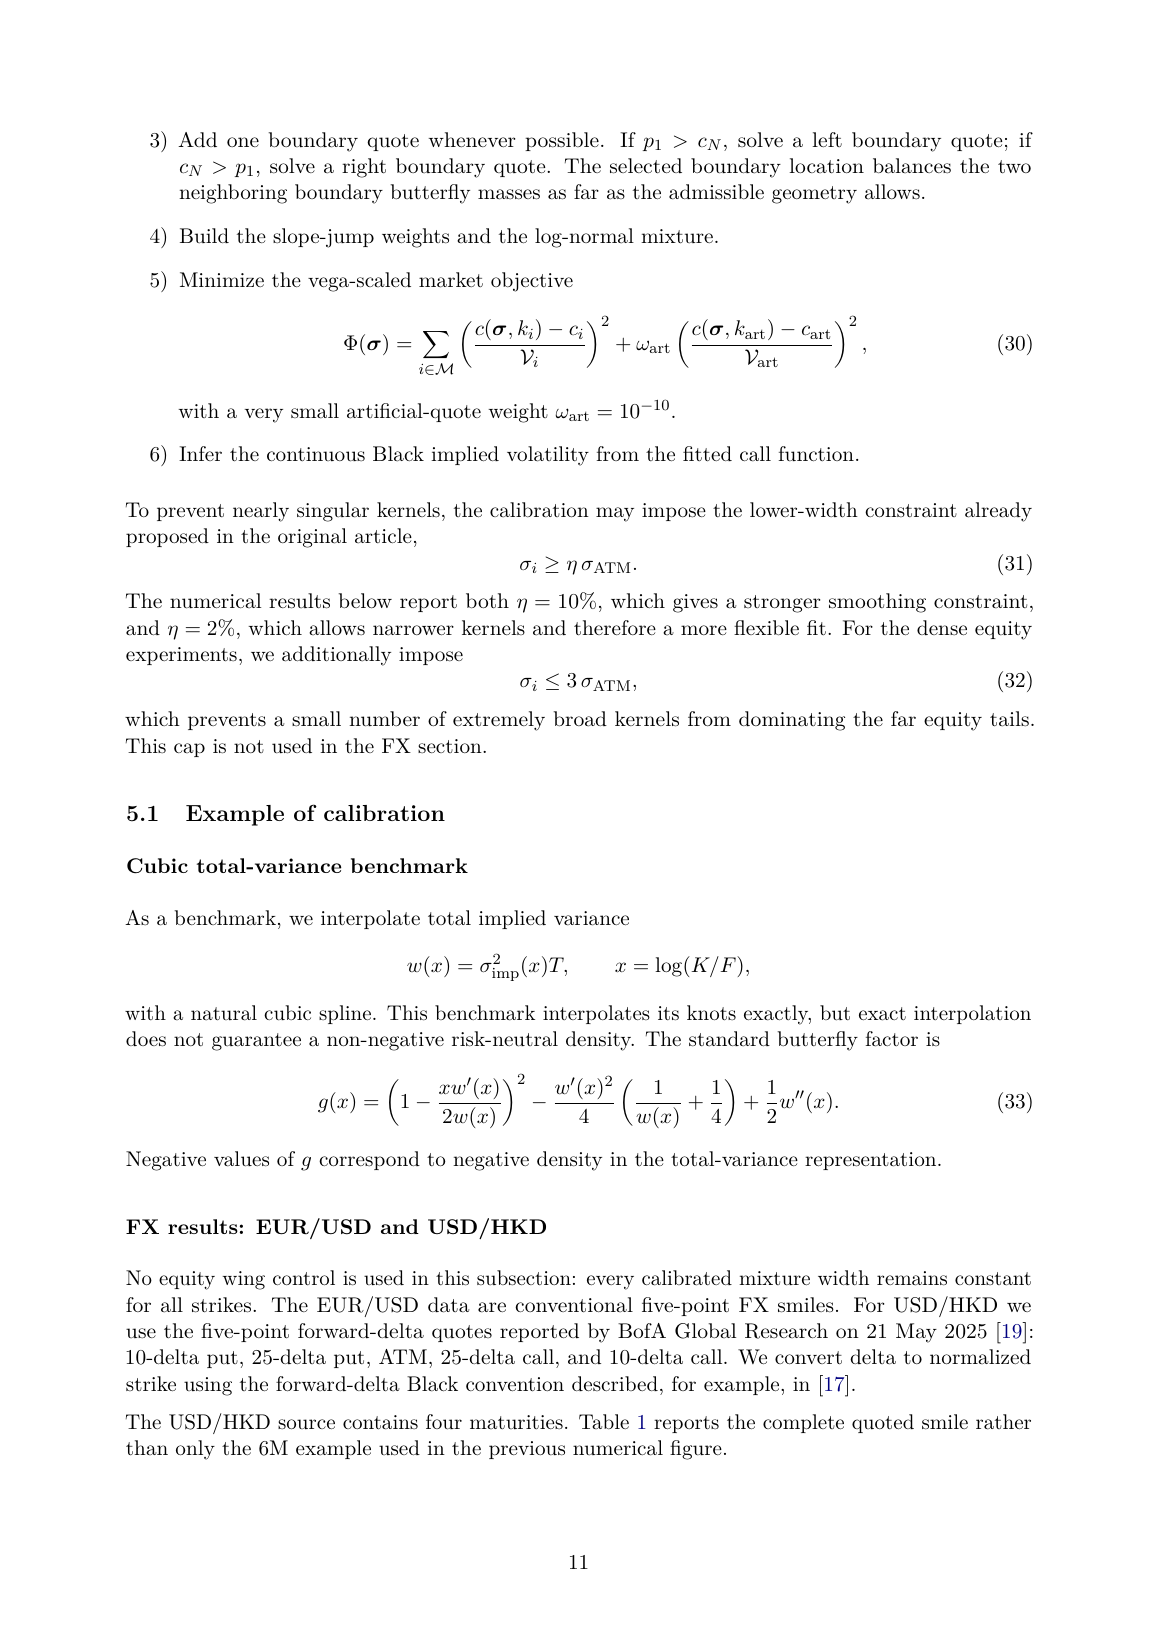 3) Add one boundary quote whenever possible. If p₁ > c_N, solve a left boundary quote; if
c_N > p₁, solve a right boundary quote. The selected boundary location balances the two
neighboring boundary butterfly masses as far as the admissible geometry allows.
4) Build the slope-jump weights and the log-normal mixture.
5) Minimize the vega-scaled market objective
Φ(𝝈) = ∑_{i∈ℳ} ( (c(𝝈, k_i) − c_i) / 𝒱_i )² + ω_art ( (c(𝝈, k_art) − c_art) / 𝒱_art )², (30)
with a very small artificial-quote weight ω_art = 10⁻¹⁰.
6) Infer the continuous Black implied volatility from the fitted call function.
To prevent nearly singular kernels, the calibration may impose the lower-width constraint already
proposed in the original article,
σ_i ≥ η σ_ATM. (31)
The numerical results below report both η = 10%, which gives a stronger smoothing constraint,
and η = 2%, which allows narrower kernels and therefore a more flexible fit. For the dense equity
experiments, we additionally impose
σ_i ≤ 3 σ_ATM, (32)
which prevents a small number of extremely broad kernels from dominating the far equity tails.
This cap is not used in the FX section.
5.1 Example of calibration
Cubic total-variance benchmark
As a benchmark, we interpolate total implied variance
w(x) = σ²_imp(x)T, x = log(K/F),
with a natural cubic spline. This benchmark interpolates its knots exactly, but exact interpolation
does not guarantee a non-negative risk-neutral density. The standard butterfly factor is
g(x) = ( 1 − xw′(x) / 2w(x) )² − w′(x)² / 4 ( 1 / w(x) + 1/4 ) + 1/2 w″(x). (33)
Negative values of g correspond to negative density in the total-variance representation.
FX results: EUR/USD and USD/HKD
No equity wing control is used in this subsection: every calibrated mixture width remains constant
for all strikes. The EUR/USD data are conventional five-point FX smiles. For USD/HKD we
use the five-point forward-delta quotes reported by BofA Global Research on 21 May 2025 [19]:
10-delta put, 25-delta put, ATM, 25-delta call, and 10-delta call. We convert delta to normalized
strike using the forward-delta Black convention described, for example, in [17].
The USD/HKD source contains four maturities. Table 1 reports the complete quoted smile rather
than only the 6M example used in the previous numerical figure.
11